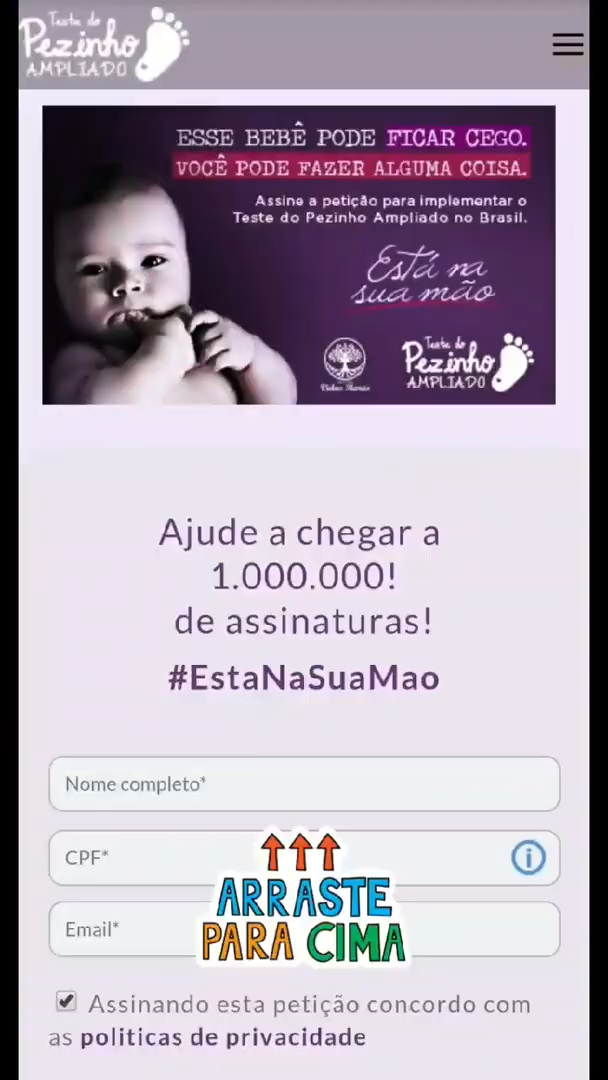 Teste do
Pezinho
AMPLIADO
ESSE BEBÊ PODE FICAR CEGO.
VOCÊ PODE FAZER ALGUMA COISA.
Assine a petição para implementar o
Teste do Pezinho Ampliado no Brasil.
Está na
sua mão
Teste do
Pezinho
AMPLIADO
Ajude a chegar a
1.000.000!
de assinaturas!
#EstaNaSuaMao
Nome completo*
CPF*
ARRASTE
PARA CIMA
Email*
Assinando esta petição concordo com
as politicas de privacidade